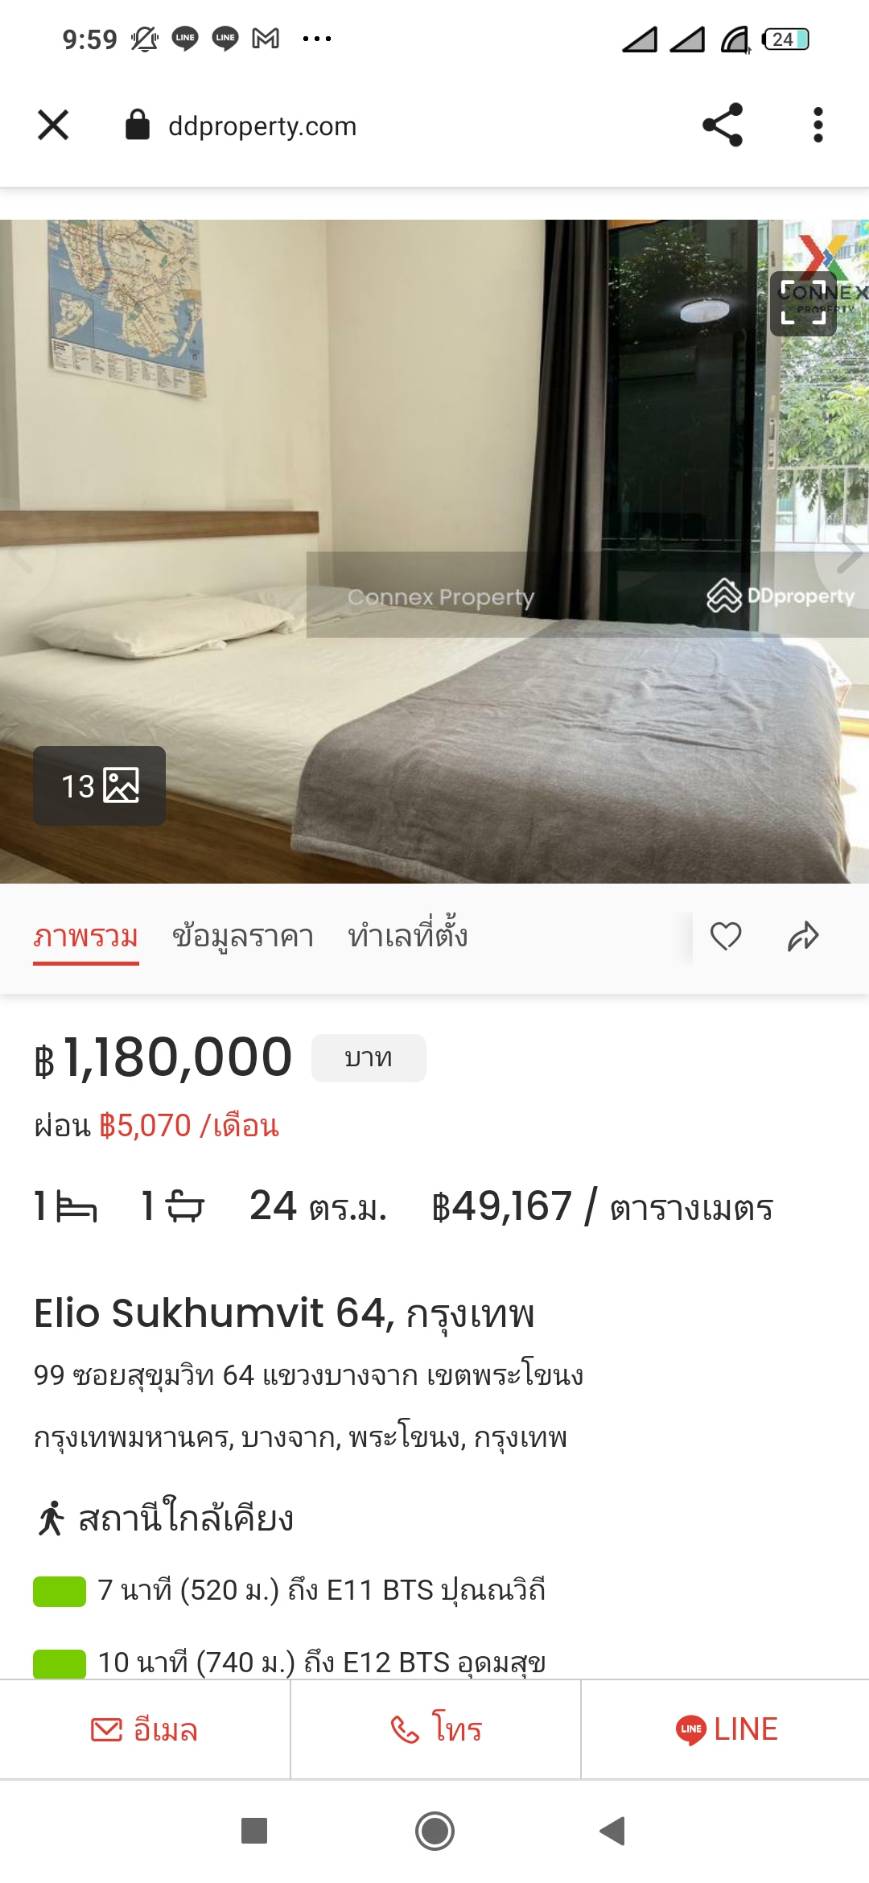 9:59
LINE
LINE
24
ddproperty.com
CONNEX
PROPERTY
Connex Property
DDproperty
13
ภาพรวม ข้อมูลราคา ทำเลที่ตั้ง
฿1,180,000 บาท
ผ่อน ฿5,070 /เดือน
1 1 24 ตร.ม. ฿49,167 / ตารางเมตร
Elio Sukhumvit 64, กรุงเทพ
99 ซอยสุขุมวิท 64 แขวงบางจาก เขตพระโขนง
กรุงเทพมหานคร, บางจาก, พระโขนง, กรุงเทพ
สถานีใกล้เคียง
7 นาที (520 ม.) ถึง E11 BTS ปุณณวิถี
10 นาที (740 ม.) ถึง E12 BTS อุดมสุข
อีเมล โทร LINE LINE